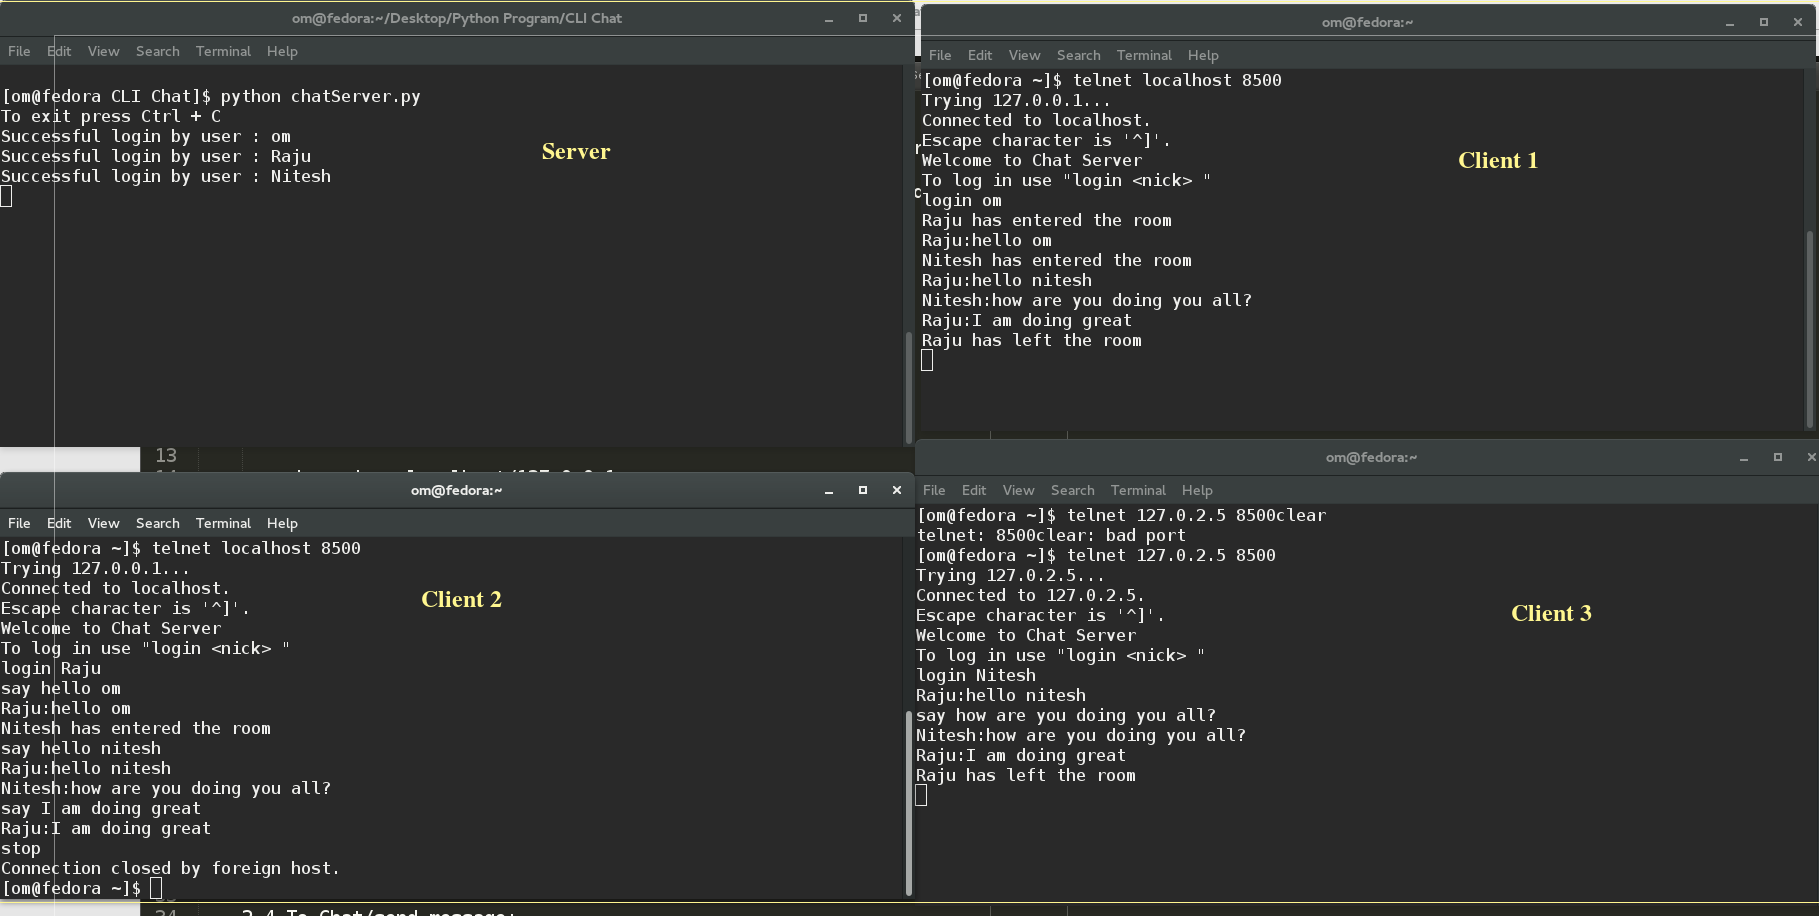 om@fedora:~/Desktop/Python Program/CLI Chat
File Edit View Search Terminal Help
[om@fedora CLI Chat]$ python chatServer.py
To exit press Ctrl + C
Successful login by user : om
Successful login by user : Raju
Successful login by user : Nitesh
Server
om@fedora:~
File Edit View Search Terminal Help
[om@fedora ~]$ telnet localhost 8500
Trying 127.0.0.1...
Connected to localhost.
Escape character is '^]'.
Welcome to Chat Server
To log in use "login <nick> "
login om
Raju has entered the room
Raju:hello om
Nitesh has entered the room
Raju:hello nitesh
Nitesh:how are you doing you all?
Raju:I am doing great
Raju has left the room
Client 1
13
om@fedora:~
File Edit View Search Terminal Help
[om@fedora ~]$ telnet localhost 8500
Trying 127.0.0.1...
Connected to localhost.
Escape character is '^]'.
Welcome to Chat Server
To log in use "login <nick> "
login Raju
say hello om
Raju:hello om
Nitesh has entered the room
say hello nitesh
Raju:hello nitesh
Nitesh:how are you doing you all?
say I am doing great
Raju:I am doing great
stop
Connection closed by foreign host.
[om@fedora ~]$
Client 2
om@fedora:~
File Edit View Search Terminal Help
[om@fedora ~]$ telnet 127.0.2.5 8500clear
telnet: 8500clear: bad port
[om@fedora ~]$ telnet 127.0.2.5 8500
Trying 127.0.2.5...
Connected to 127.0.2.5.
Escape character is '^]'.
Welcome to Chat Server
To log in use "login <nick> "
login Nitesh
Raju:hello nitesh
say how are you doing you all?
Nitesh:how are you doing you all?
Raju:I am doing great
Raju has left the room
Client 3
34 2.4 To Chat/send message: